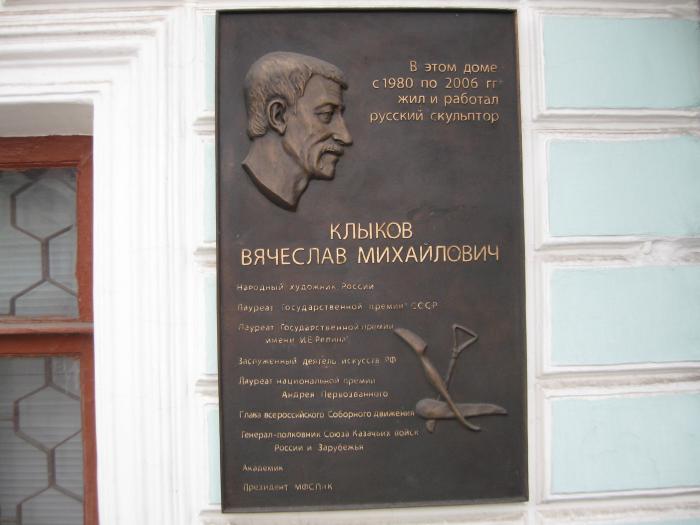 В этом доме
с 1980 по 2006 гг
жил и работал
русский скульптор
КЛЫКОВ
ВЯЧЕСЛАВ МИХАЙЛОВИЧ
Народный художник России
Лауреат Государственной премии СССР
Лауреат Государственной премии
имени И.Е.Репина
Заслуженный деятель искусств РФ
Лауреат национальной премии
Андрея Первозванного
Глава всероссийского Соборного движения
Генерал-полковник Союза Казачьих войск
России и Зарубежья
Академик
Президент МФСПиК